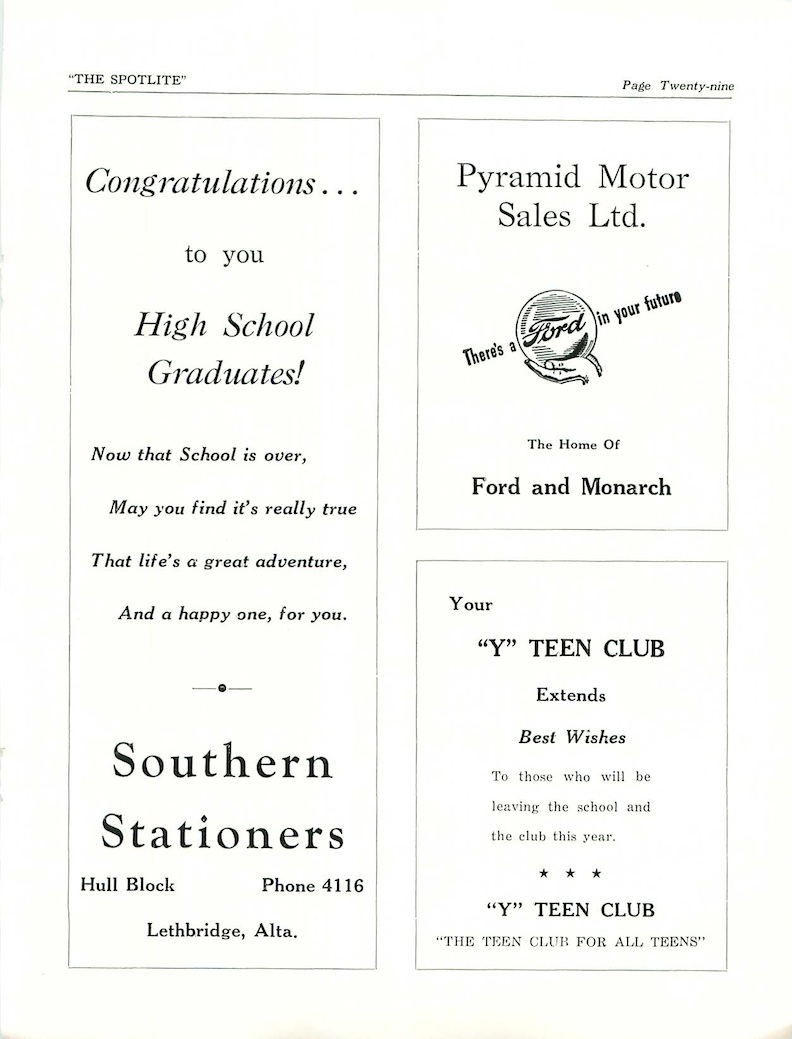 "THE SPOTLITE"
Page Twenty-nine
Congratulations...
to you
High School
Graduates!
Now that School is over,
May you find it's really true
That life's a great adventure,
And a happy one, for you.
Southern
Stationers
Hull Block Phone 4116
Lethbridge, Alta.
Pyramid Motor
Sales Ltd.
There's a Ford in your future
The Home Of
Ford and Monarch
Your
"Y" TEEN CLUB
Extends
Best Wishes
To those who will be
leaving the school and
the club this year.
★ ★ ★
"Y" TEEN CLUB
"THE TEEN CLUB FOR ALL TEENS"